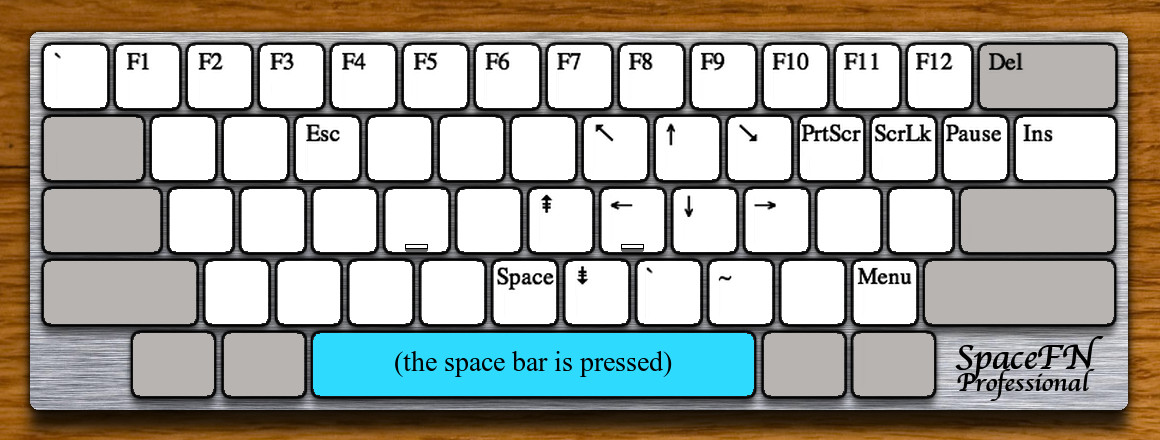 ` F1 F2 F3 F4 F5 F6 F7 F8 F9 F10 F11 F12 Del
Esc ↖ ↑ ↘ PrtScr ScrLk Pause Ins
⇞ ← ↓ →
Space ⇟ ` ~ Menu
(the space bar is pressed)
SpaceFN
Professional